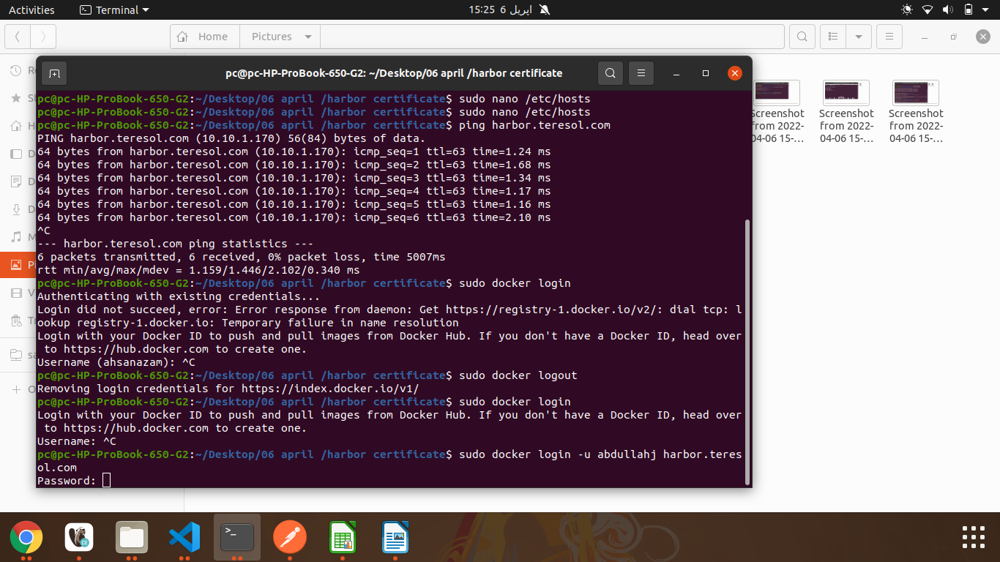 Activities
Terminal
15:25 6 اپریل
Home
Pictures
pc@pc-HP-ProBook-650-G2: ~/Desktop/06 april /harbor certificate
pc@pc-HP-ProBook-650-G2:~/Desktop/06 april /harbor certificate$ sudo nano /etc/hosts
pc@pc-HP-ProBook-650-G2:~/Desktop/06 april /harbor certificate$ sudo nano /etc/hosts
pc@pc-HP-ProBook-650-G2:~/Desktop/06 april /harbor certificate$ ping harbor.teresol.com
PING harbor.teresol.com (10.10.1.170) 56(84) bytes of data.
64 bytes from harbor.teresol.com (10.10.1.170): icmp_seq=1 ttl=63 time=1.24 ms
64 bytes from harbor.teresol.com (10.10.1.170): icmp_seq=2 ttl=63 time=1.68 ms
64 bytes from harbor.teresol.com (10.10.1.170): icmp_seq=3 ttl=63 time=1.34 ms
64 bytes from harbor.teresol.com (10.10.1.170): icmp_seq=4 ttl=63 time=1.17 ms
64 bytes from harbor.teresol.com (10.10.1.170): icmp_seq=5 ttl=63 time=1.16 ms
64 bytes from harbor.teresol.com (10.10.1.170): icmp_seq=6 ttl=63 time=2.10 ms
^C
--- harbor.teresol.com ping statistics ---
6 packets transmitted, 6 received, 0% packet loss, time 5007ms
rtt min/avg/max/mdev = 1.159/1.446/2.102/0.340 ms
pc@pc-HP-ProBook-650-G2:~/Desktop/06 april /harbor certificate$ sudo docker login
Authenticating with existing credentials...
Login did not succeed, error: Error response from daemon: Get https://registry-1.docker.io/v2/: dial tcp: l
ookup registry-1.docker.io: Temporary failure in name resolution
Login with your Docker ID to push and pull images from Docker Hub. If you don't have a Docker ID, head over
to https://hub.docker.com to create one.
Username (ahsanazam): ^C
pc@pc-HP-ProBook-650-G2:~/Desktop/06 april /harbor certificate$ sudo docker logout
Removing login credentials for https://index.docker.io/v1/
pc@pc-HP-ProBook-650-G2:~/Desktop/06 april /harbor certificate$ sudo docker login
Login with your Docker ID to push and pull images from Docker Hub. If you don't have a Docker ID, head over
to https://hub.docker.com to create one.
Username: ^C
pc@pc-HP-ProBook-650-G2:~/Desktop/06 april /harbor certificate$ sudo docker login -u abdullahj harbor.teres
ol.com
Password:
Screenshot
from 2022-
04-06 15-...
Screenshot
from 2022-
04-06 15-...
Screenshot
from 2022-
04-06 15-...